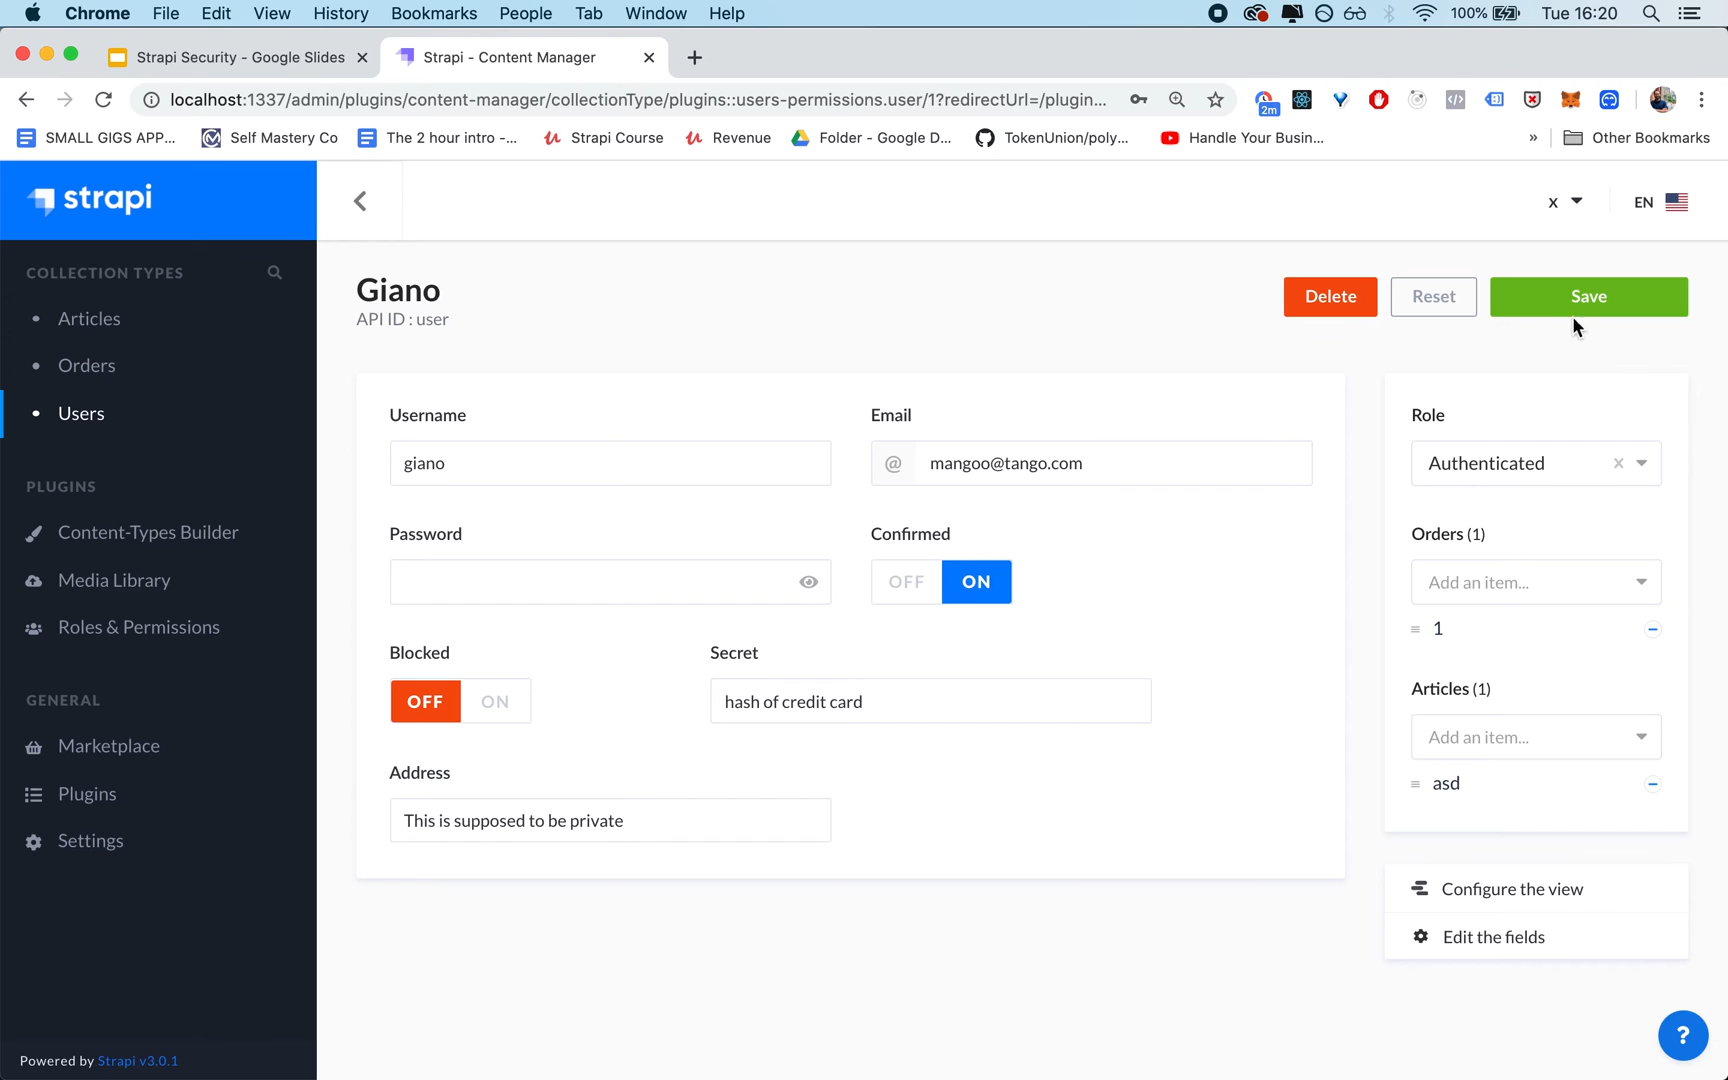 Chrome File Edit View History Bookmarks People Tab Window Help 100% Tue 16:20
Strapi Security - Google Slides Strapi - Content Manager
localhost:1337/admin/plugins/content-manager/collectionType/plugins::users-permissions.user/1?redirectUrl=/plugin... 2m
SMALL GIGS APP... Self Mastery Co The 2 hour intro -... Strapi Course Revenue Folder - Google D... TokenUnion/poly... Handle Your Busin... » Other Bookmarks
strapi
x
EN
COLLECTION TYPES
Articles
Orders
Users
PLUGINS
Content-Types Builder
Media Library
Roles & Permissions
GENERAL
Marketplace
Plugins
Settings
Powered by Strapi v3.0.1
Giano
API ID : user
Delete
Reset
Save
Username
giano
Email
@ mangoo@tango.com
Password
Confirmed
OFF ON
Blocked
OFF ON
Secret
hash of credit card
Address
This is supposed to be private
Role
Authenticated
Orders (1)
Add an item...
1
Articles (1)
Add an item...
asd
Configure the view
Edit the fields
?